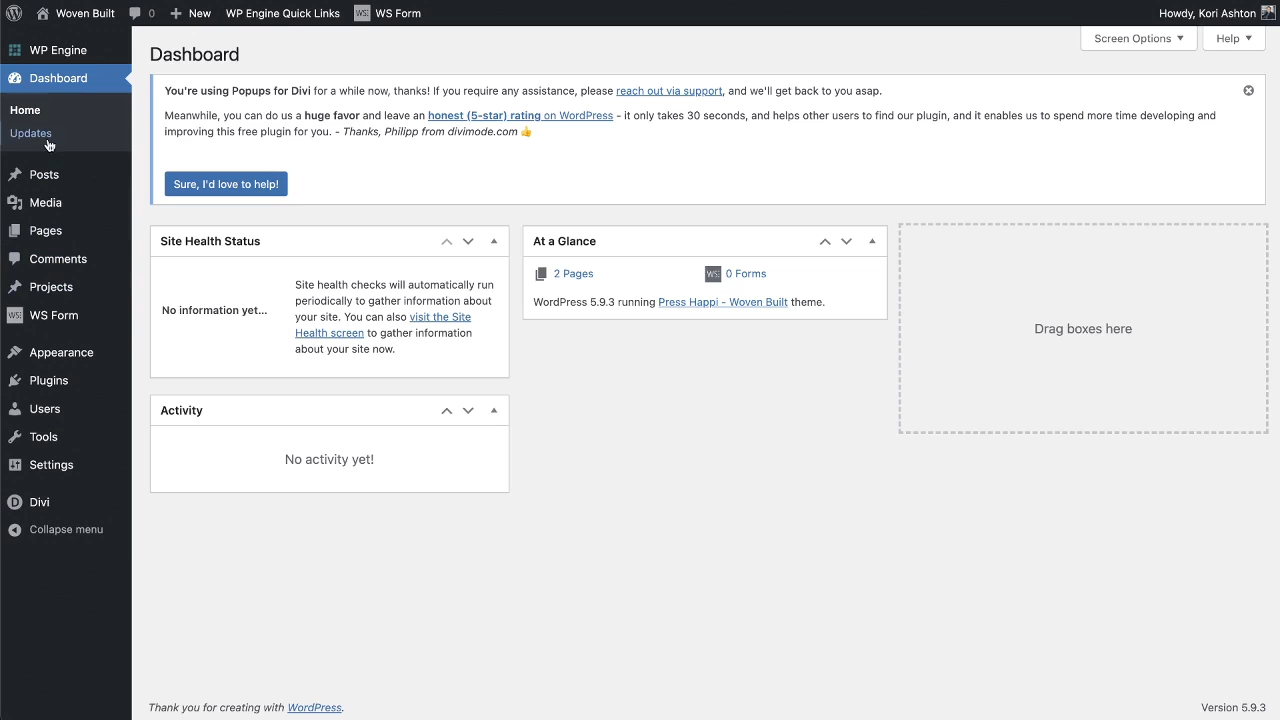 Woven Built 0 New WP Engine Quick Links WS Form Howdy, Kori Ashton
WP Engine
Dashboard
Home
Updates
Posts
Media
Pages
Comments
Projects
WS Form
Appearance
Plugins
Users
Tools
Settings
Divi
Collapse menu
Screen Options Help
Dashboard
You're using Popups for Divi for a while now, thanks! If you require any assistance, please reach out via support, and we'll get back to you asap.
Meanwhile, you can do us a huge favor and leave an honest (5-star) rating on WordPress - it only takes 30 seconds, and helps other users to find our plugin, and it enables us to spend more time developing and
improving this free plugin for you. - Thanks, Philipp from divimode.com 👍
Sure, I'd love to help!
Site Health Status
No information yet...
Site health checks will automatically run
periodically to gather information about
your site. You can also visit the Site
Health screen to gather information
about your site now.
Activity
No activity yet!
At a Glance
2 Pages WS 0 Forms
WordPress 5.9.3 running Press Happi - Woven Built theme.
Drag boxes here
Thank you for creating with WordPress.
Version 5.9.3